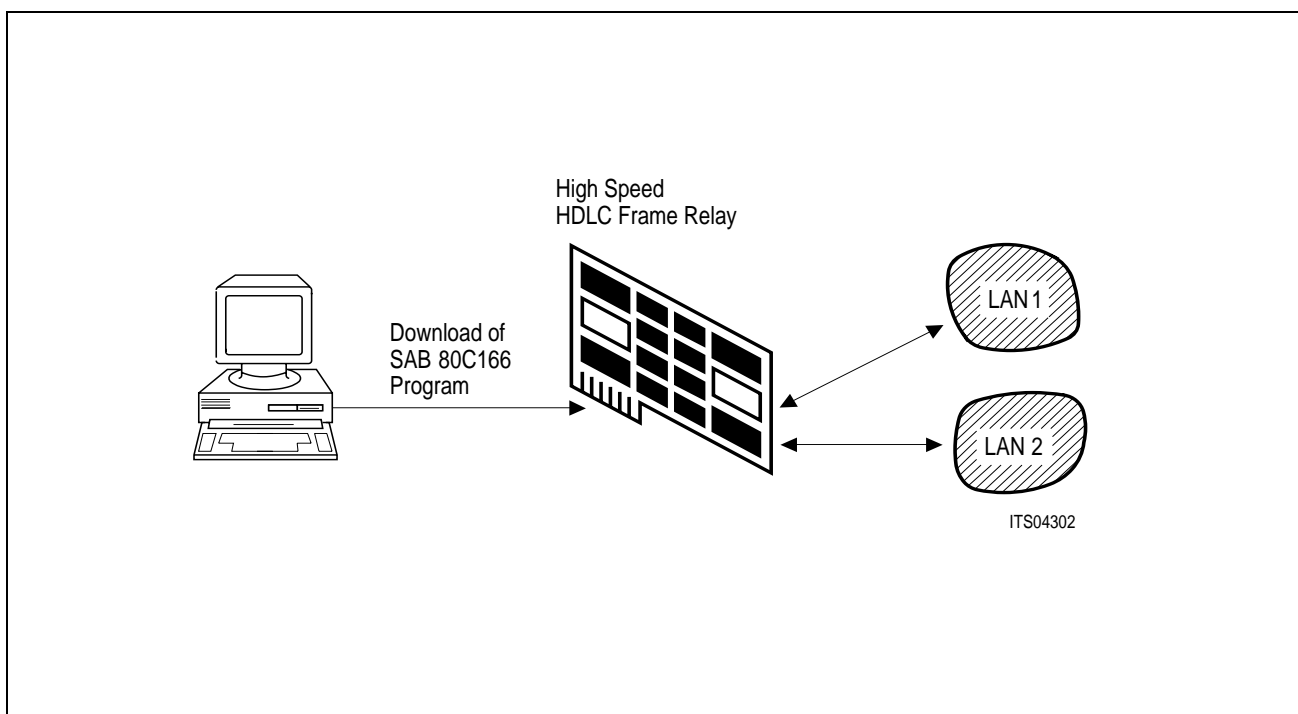 High Speed
HDLC Frame Relay
Download of
SAB 80C166
Program
LAN 1
LAN 2
ITS04302